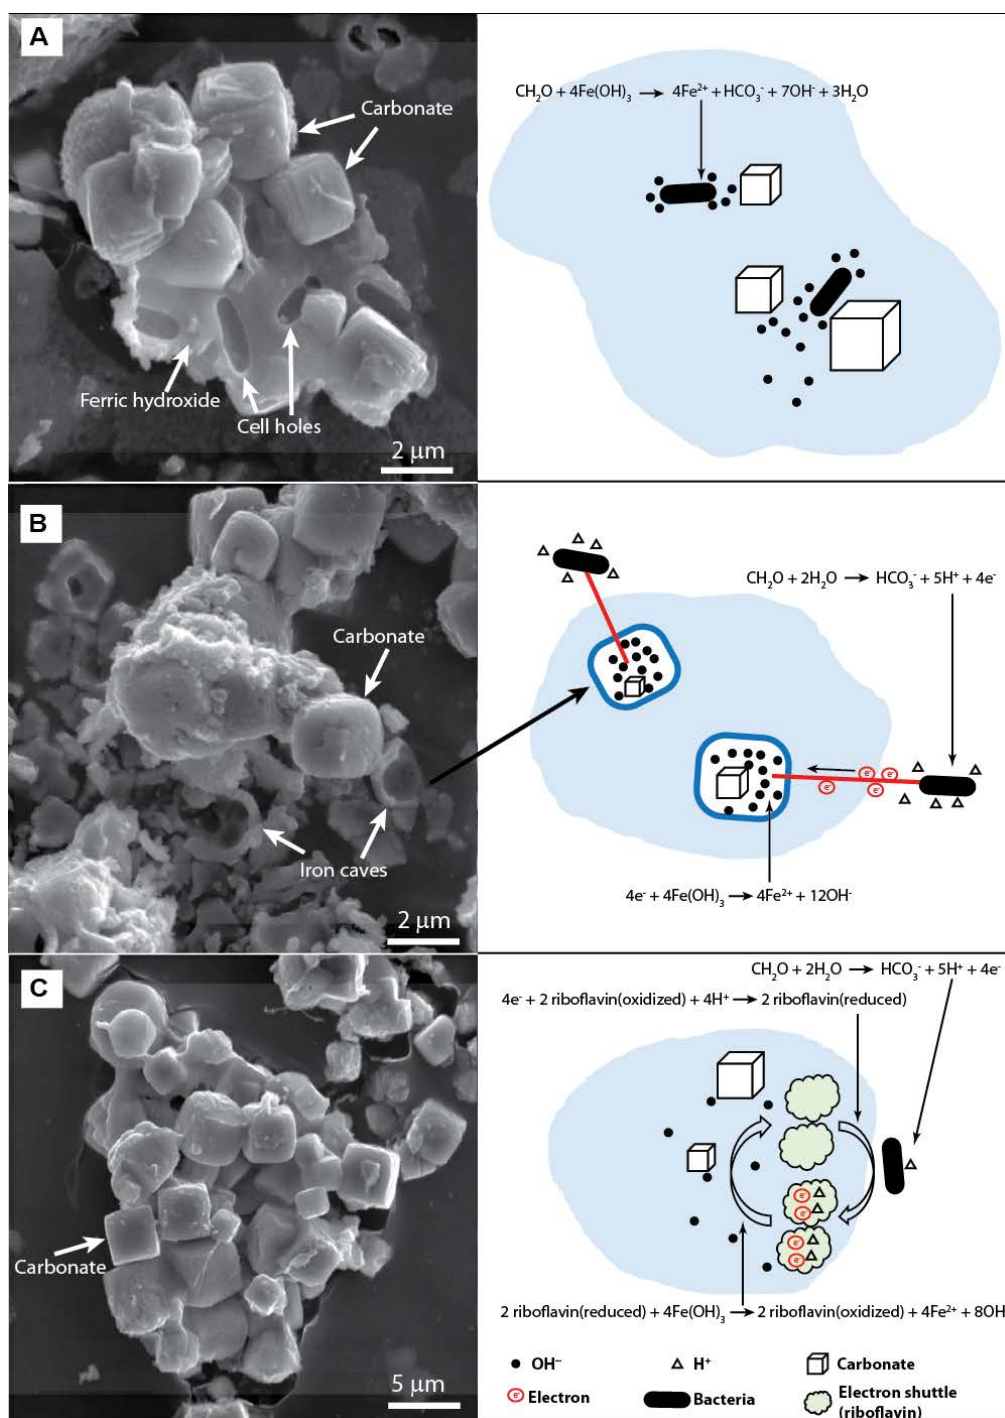 A
Carbonate
Ferric hydroxide
Cell holes
2 µm
CH₂O + 4Fe(OH)₃ → 4Fe²⁺ + HCO₃⁻ + 7OH⁻ + 3H₂O
B
Carbonate
Iron caves
2 µm
CH₂O + 2H₂O → HCO₃⁻ + 5H⁺ + 4e⁻
e⁻ e⁻
e⁻ e⁻
H⁺
H⁺
4e⁻ + 4Fe(OH)₃ → 4Fe²⁺ + 12OH⁻
C
Carbonate
5 µm
CH₂O + 2H₂O → HCO₃⁻ + 5H⁺ + 4e⁻
4e⁻ + 2 riboflavin(oxidized) + 4H⁺ → 2 riboflavin(reduced)
H⁺
e⁻ H⁺
e⁻ H⁺
e⁻ H⁺
e⁻ H⁺
2 riboflavin(reduced) + 4Fe(OH)₃ → 2 riboflavin(oxidized) + 4Fe²⁺ + 8OH
OH⁻
H⁺
Carbonate
e⁻ Electron
Bacteria
Electron shuttle
(riboflavin)